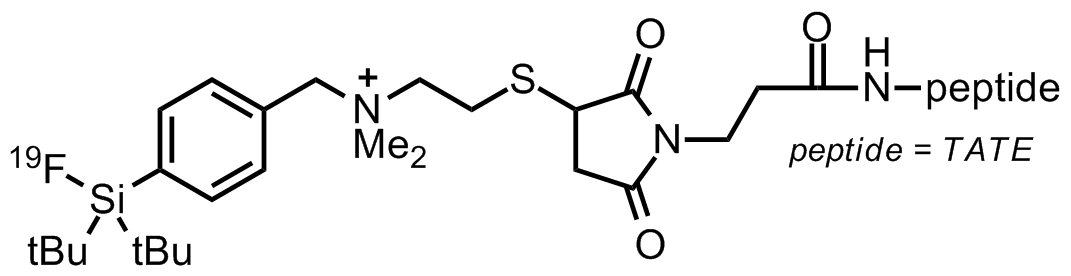 O
O
H
N
peptide
S
+
N
Me2
N
peptide = TATE
19F
Si
O
tBu
tBu